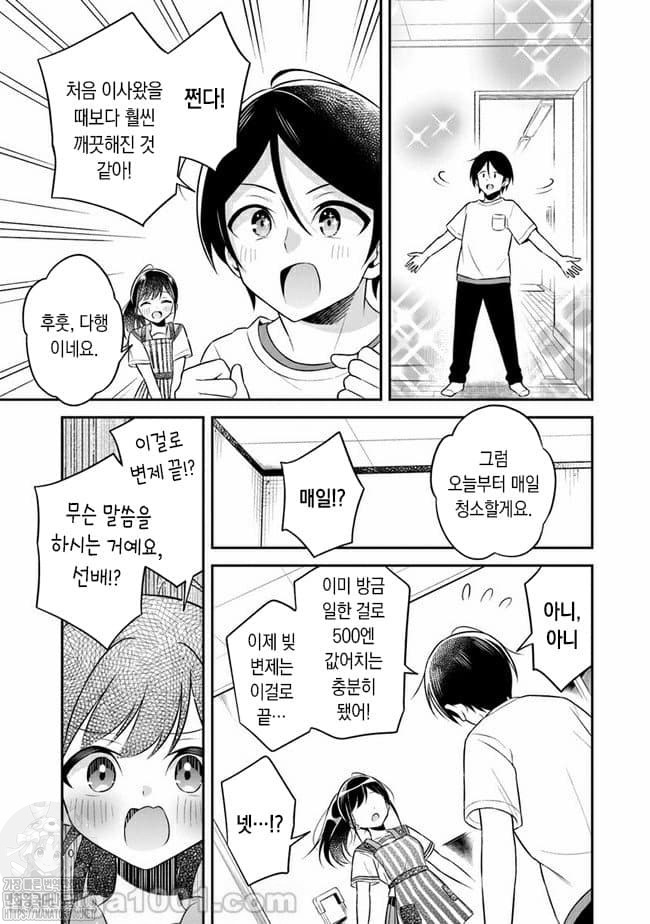 쩐다!
처음 이사왔을
때보다 훨씬
깨끗해진 것
같아!
후훗, 다행
이네요.
그럼
오늘부터 매일
청소할게요.
매일!?
아니,
아니
이미 방금
일한 걸로
500엔
값어치는
충분히
됐어!
이제 빚
변제는
이걸로
끝…
넷…!?
이걸로
변제 끝!?
무슨 말씀을
하시는 거예요,
선배!?